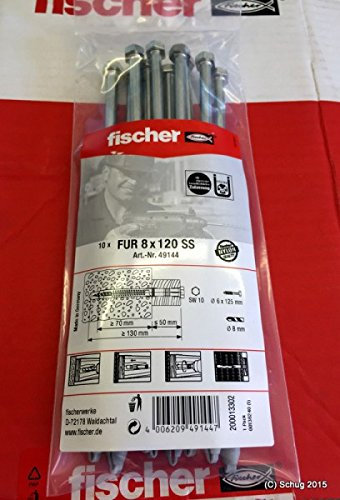 fischer
fischer
fischer
10 x FUR 8 x 120 SS
Art.-Nr. 49144
Made in Germany
SW 10
Ø 6 x 125 mm
Ø 8 mm
≥ 70 mm
≤ 50 mm
≥ 130 mm
fischerwerke
D-72178 Waldachtal
www.fischer.de
4 006209 491447
200013302
fischer
(C) Schug 2015